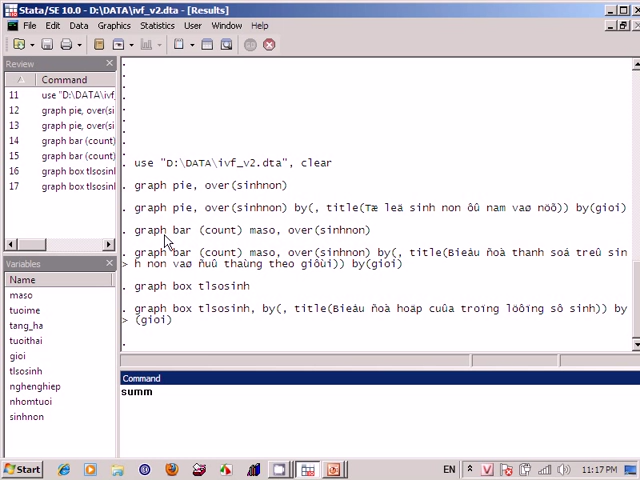 Stata/SE 10.0 - D:\DATA\ivf_v2.dta - [Results]
File Edit Data Graphics Statistics User Window Help
Review
Command
11 use "D:\DATA\ivf_
12 graph pie, over(si
13 graph pie, over(si
14 graph bar (count)
15 graph bar (count)
16 graph box tlsosinh
17 graph box tlsosinh
Variables
Name
maso
tuoime
tang_ha
tuoithai
gioi
tlsosinh
nghenghiep
nhomtuoi
sinhnon
. use "D:\DATA\ivf_v2.dta", clear
. graph pie, over(sinhnon)
. graph pie, over(sinhnon) by(, title(Tæ leä sinh non ôû nam vaø nöõ)) by(gioi)
. graph bar (count) maso, over(sinhnon)
. graph bar (count) maso, over(sinhnon) by(, title(Bieåu ñoà thanh soá treû sin
> h non vaø ñuû thaùng theo giôùi)) by(gioi)
. graph box tlsosinh
. graph box tlsosinh, by(, title(Bieåu ñoà hoäp cuûa troïng löôïng sô sinh)) by
> (gioi)
.
Command
summ
Start
EN
11:17 PM